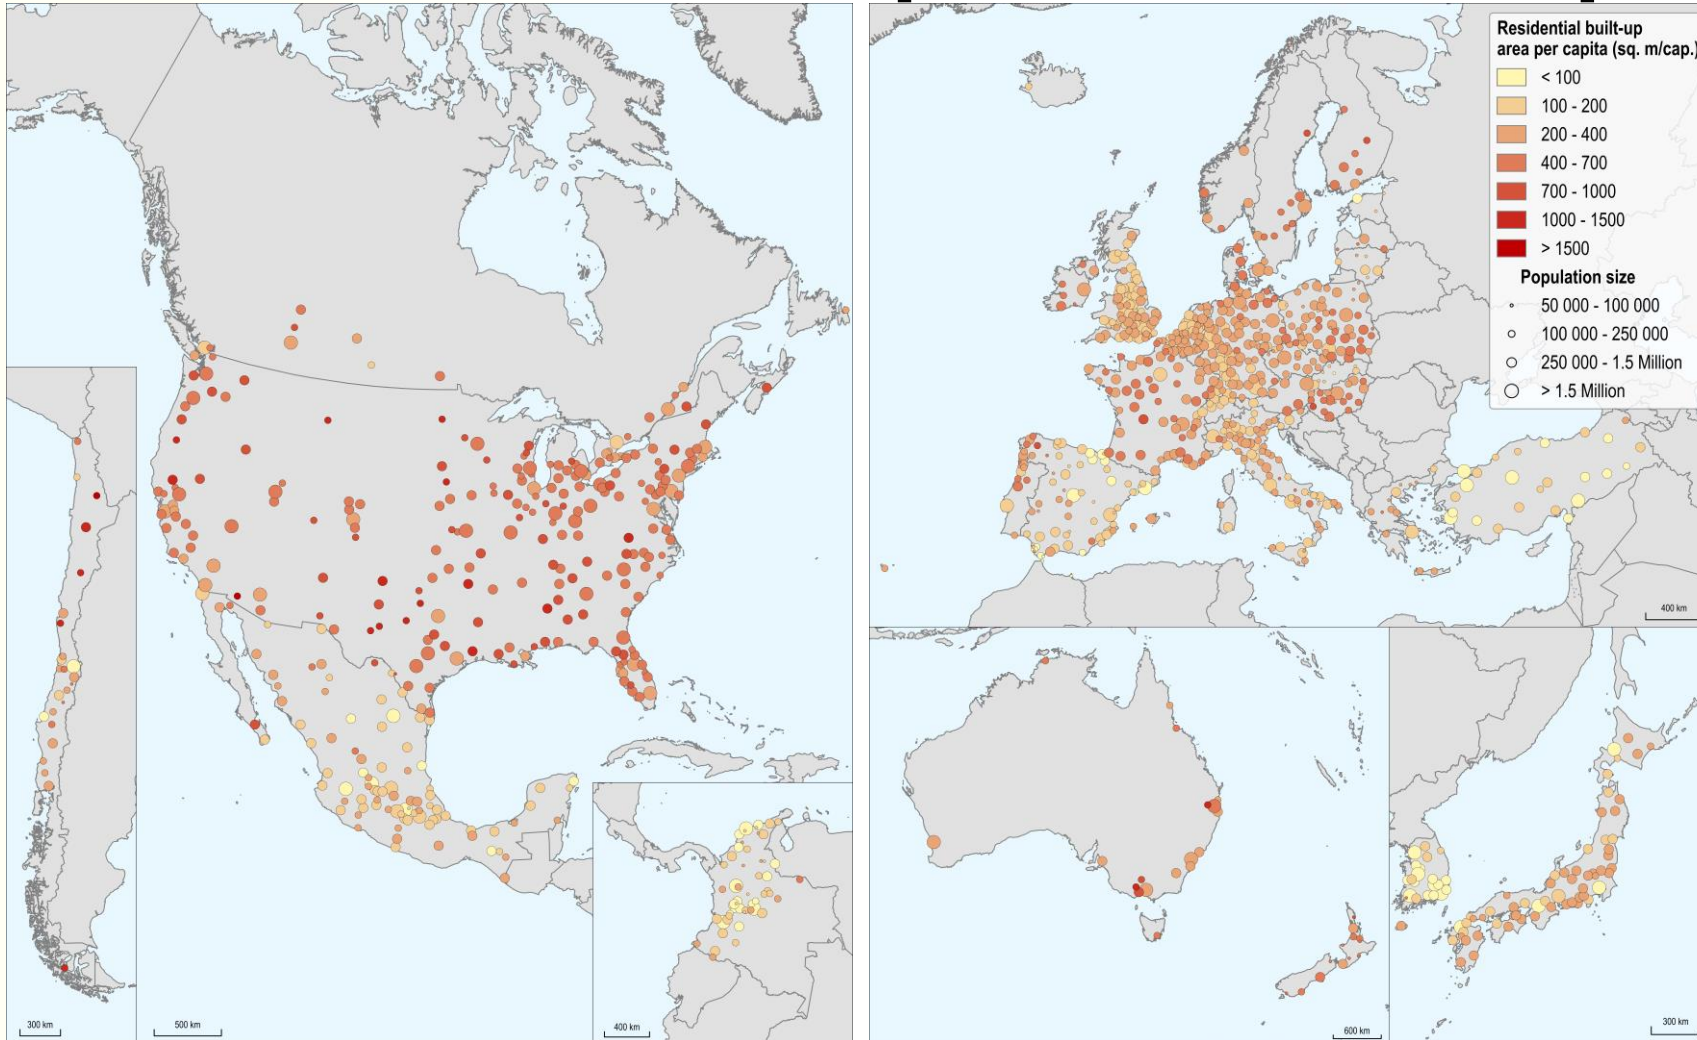 Residential built-up
area per capita (sq. m/cap.)
< 100
100 - 200
200 - 400
400 - 700
700 - 1000
1000 - 1500
> 1500
Population size
50 000 - 100 000
100 000 - 250 000
250 000 - 1.5 Million
> 1.5 Million
400 km
300 km
500 km
400 km
600 km
300 km